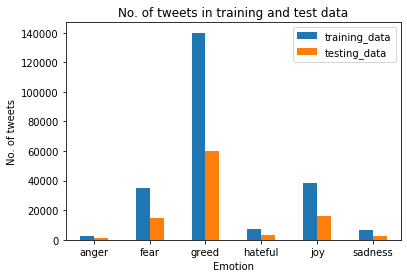 No. of tweets in training and test data
training_data
testing_data
140000
120000
100000
80000
60000
40000
20000
0
No. of tweets
anger fear greed hateful joy sadness
Emotion